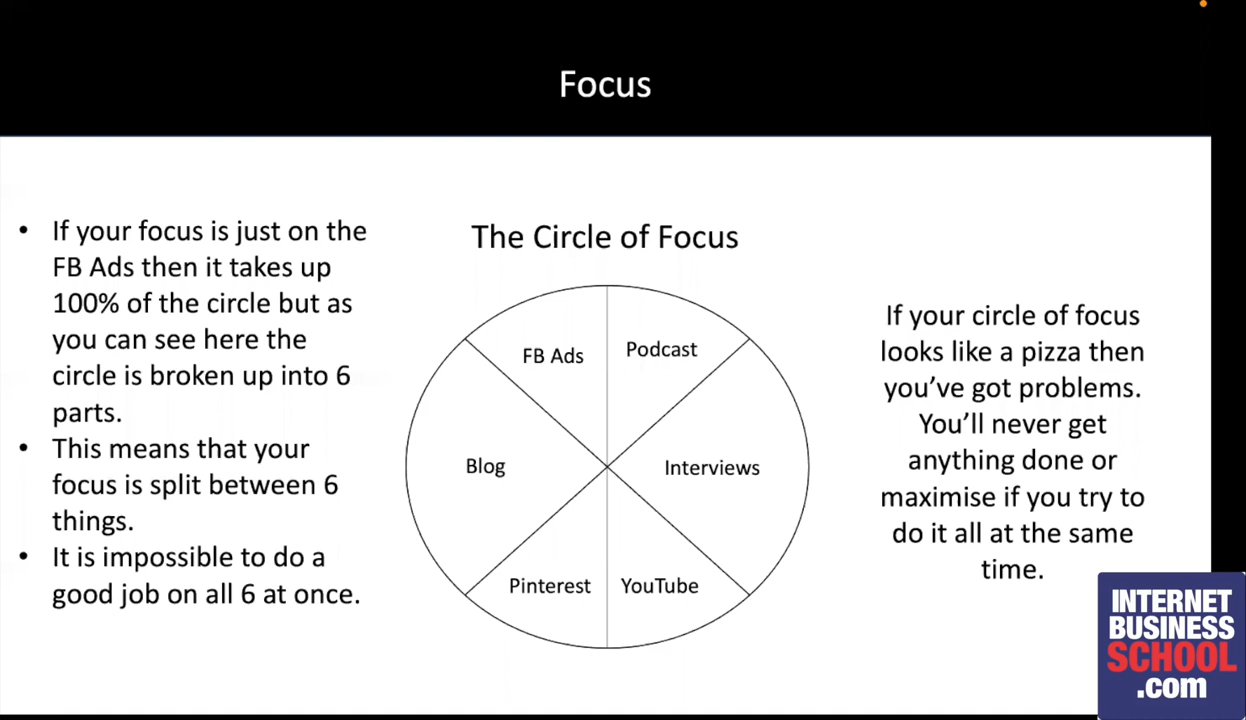 Focus
• If your focus is just on the
FB Ads then it takes up
100% of the circle but as
you can see here the
circle is broken up into 6
parts.
• This means that your
focus is split between 6
things.
• It is impossible to do a
good job on all 6 at once.
The Circle of Focus
FB Ads
Podcast
Blog
Interviews
Pinterest
YouTube
If your circle of focus
looks like a pizza then
you’ve got problems.
You’ll never get
anything done or
maximise if you try to
do it all at the same
time.
INTERNET
BUSINESS
SCHOOL
.com